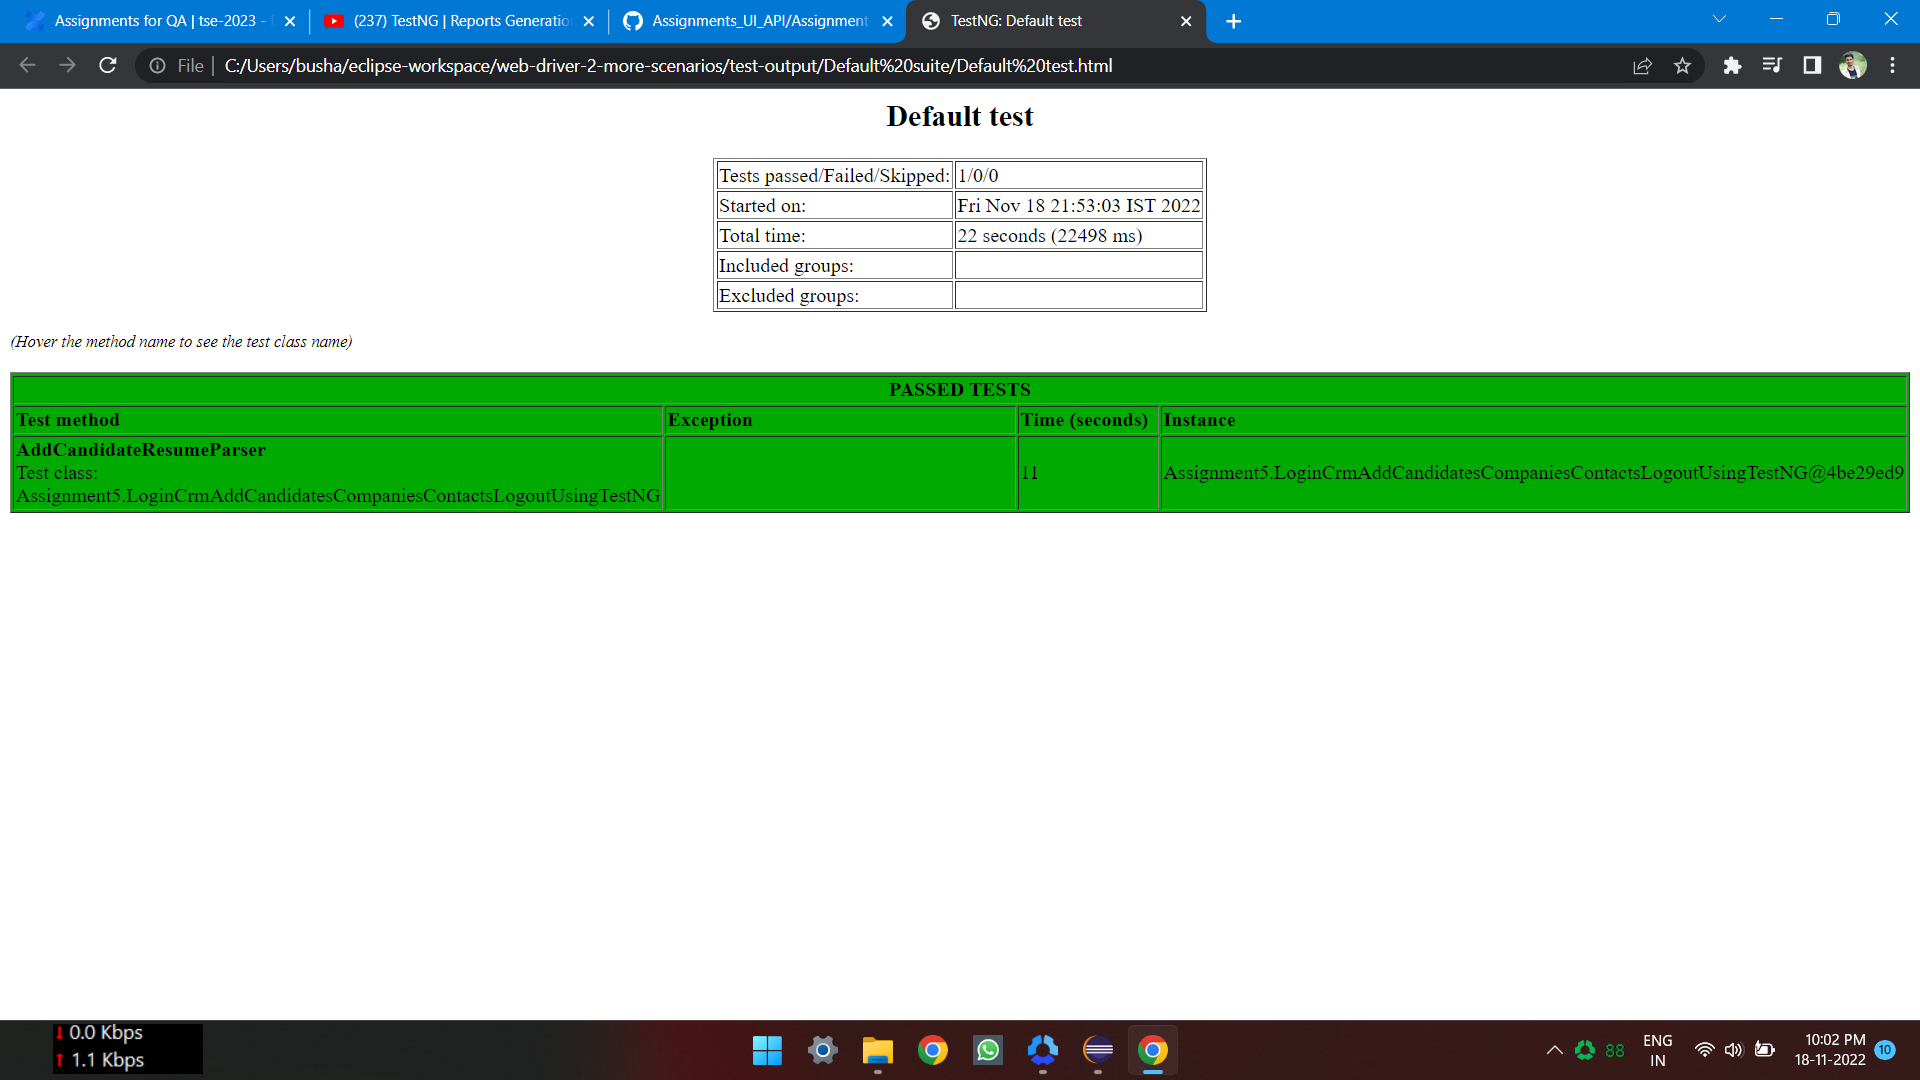 Assignments for QA | tse-2023 -
(237) TestNG | Reports Generatio
Assignments_UI_API/Assignment
TestNG: Default test
File
C:/Users/busha/eclipse-workspace/web-driver-2-more-scenarios/test-output/Default%20suite/Default%20test.html
Default test
Tests passed/Failed/Skipped: 1/0/0
Started on: Fri Nov 18 21:53:03 IST 2022
Total time: 22 seconds (22498 ms)
Included groups:
Excluded groups:
(Hover the method name to see the test class name)
PASSED TESTS
Test method Exception Time (seconds) Instance
AddCandidateResumeParser
Test class:
Assignment5.LoginCrmAddCandidatesCompaniesContactsLogoutUsingTestNG
11
Assignment5.LoginCrmAddCandidatesCompaniesContactsLogoutUsingTestNG@4be29ed9
0.0 Kbps
1.1 Kbps
88
ENG
IN
10:02 PM
18-11-2022
10